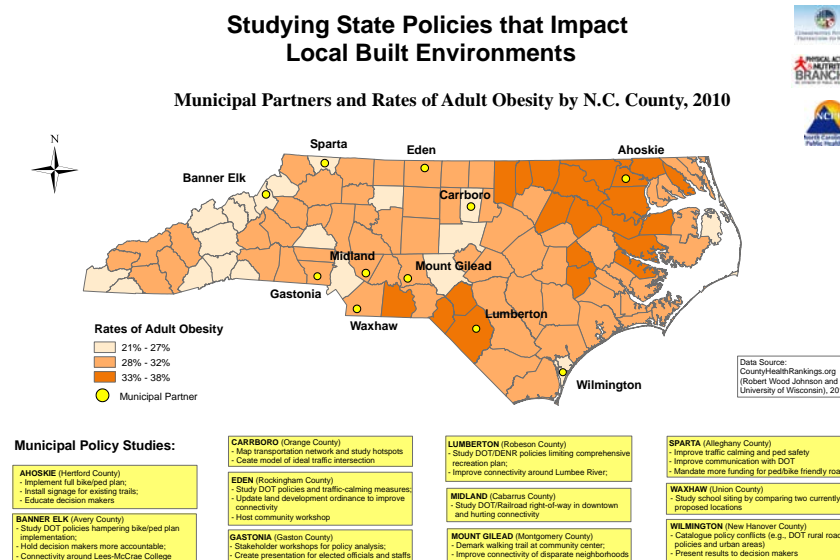 Studying State Policies that Impact
Local Built Environments
Municipal Partners and Rates of Adult Obesity by N.C. County, 2010
BRANCH
North Carolina
Public Health
N
Sparta
Eden
Ahoskie
Banner Elk
Carrboro
Midland
Mount Gilead
Gastonia
Lumberton
Waxhaw
Wilmington
Rates of Adult Obesity
21% - 27%
28% - 32%
33% - 38%
Municipal Partner
Data Source:
CountyHealthRankings.org
(Robert Wood Johnson and
University of Wisconsin), 20
Municipal Policy Studies:
AHOSKIE (Hertford County)
- Implement full bike/ped plan;
- Install signage for existing trails;
- Educate decision makers
BANNER ELK (Avery County)
- Study DOT policies hampering bike/ped plan
implementation;
- Hold decision makers more accountable;
- Connectivity around Lees-McCrae College
CARRBORO (Orange County)
- Map transportation network and study hotspots
- Ceate model of ideal traffic intersection
EDEN (Rockingham County)
- Study DOT policies and traffic-calming measures;
- Update land development ordinance to improve
connectivity
- Host community workshop
GASTONIA (Gaston County)
- Stakeholder workshops for policy analysis;
- Create presentation for elected officials and staffs
LUMBERTON (Robeson County)
- Study DOT/DENR policies limiting comprehensive
recreation plan;
- Improve connectivity around Lumbee River;
MIDLAND (Cabarrus County)
- Study DOT/Railroad right-of-way in downtown
and hurting connectivity
MOUNT GILEAD (Montgomery County)
- Demark walking trail at community center;
- Improve connectivity of disparate neighborhoods
SPARTA (Alleghany County)
- Improve traffic calming and ped safety
- Improve communication with DOT
- Mandate more funding for ped/bike friendly roa
WAXHAW (Union County)
- Study school siting by comparing two currently
proposed locations
WILMINGTON (New Hanover County)
- Catalogue policy conflicts (e.g., DOT rural road
policies and urban areas)
- Present results to decision makers